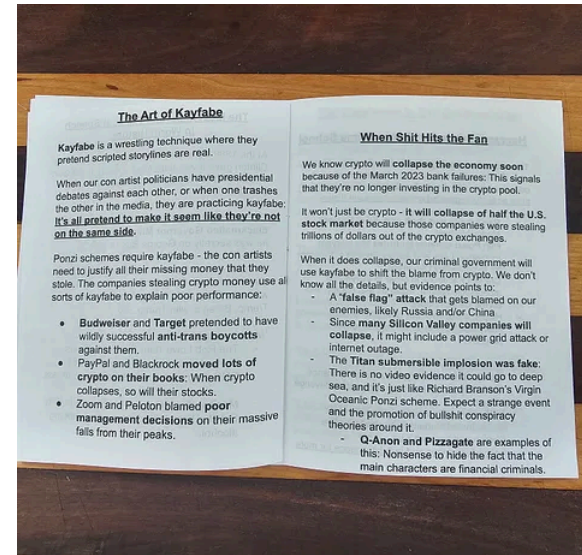 The Art of Kayfabe
Kayfabe is a wrestling technique where they
pretend scripted storylines are real.
When our con artist politicians have presidential
debates against each other, or when one trashes
the other in the media, they are practicing kayfabe:
It's all pretend to make it seem like they're not
on the same side.
Ponzi schemes require kayfabe - the con artists
need to justify all their missing money that they
stole. The companies stealing crypto money use al
sorts of kayfabe to explain poor performance:
● Budweiser and Target pretended to have
wildly successful anti-trans boycotts
against them.
● PayPal and Blackrock moved lots of
crypto on their books: When crypto
collapses, so will their stocks.
● Zoom and Peloton blamed poor
management decisions on their massive
falls from their peaks.
When Shit Hits the Fan
We know crypto will collapse the economy soon
because of the March 2023 bank failures: This signals
that they're no longer investing in the crypto pool.
It won't just be crypto - it will collapse of half the U.S.
stock market because those companies were stealing
trillions of dollars out of the crypto exchanges.
When it does collapse, our criminal government will
use kayfabe to shift the blame from crypto. We don't
know all the details, but evidence points to:
- A "false flag" attack that gets blamed on our
enemies, likely Russia and/or China
- Since many Silicon Valley companies will
collapse, it might include a power grid attack or
internet outage.
- The Titan submersible implosion was fake:
There is no video evidence it could go to deep
sea, and it's just like Richard Branson's Virgin
Oceanic Ponzi scheme. Expect a strange event
and the promotion of bullshit conspiracy
theories around it.
- Q-Anon and Pizzagate are examples of
this: Nonsense to hide the fact that the
main characters are financial criminals.